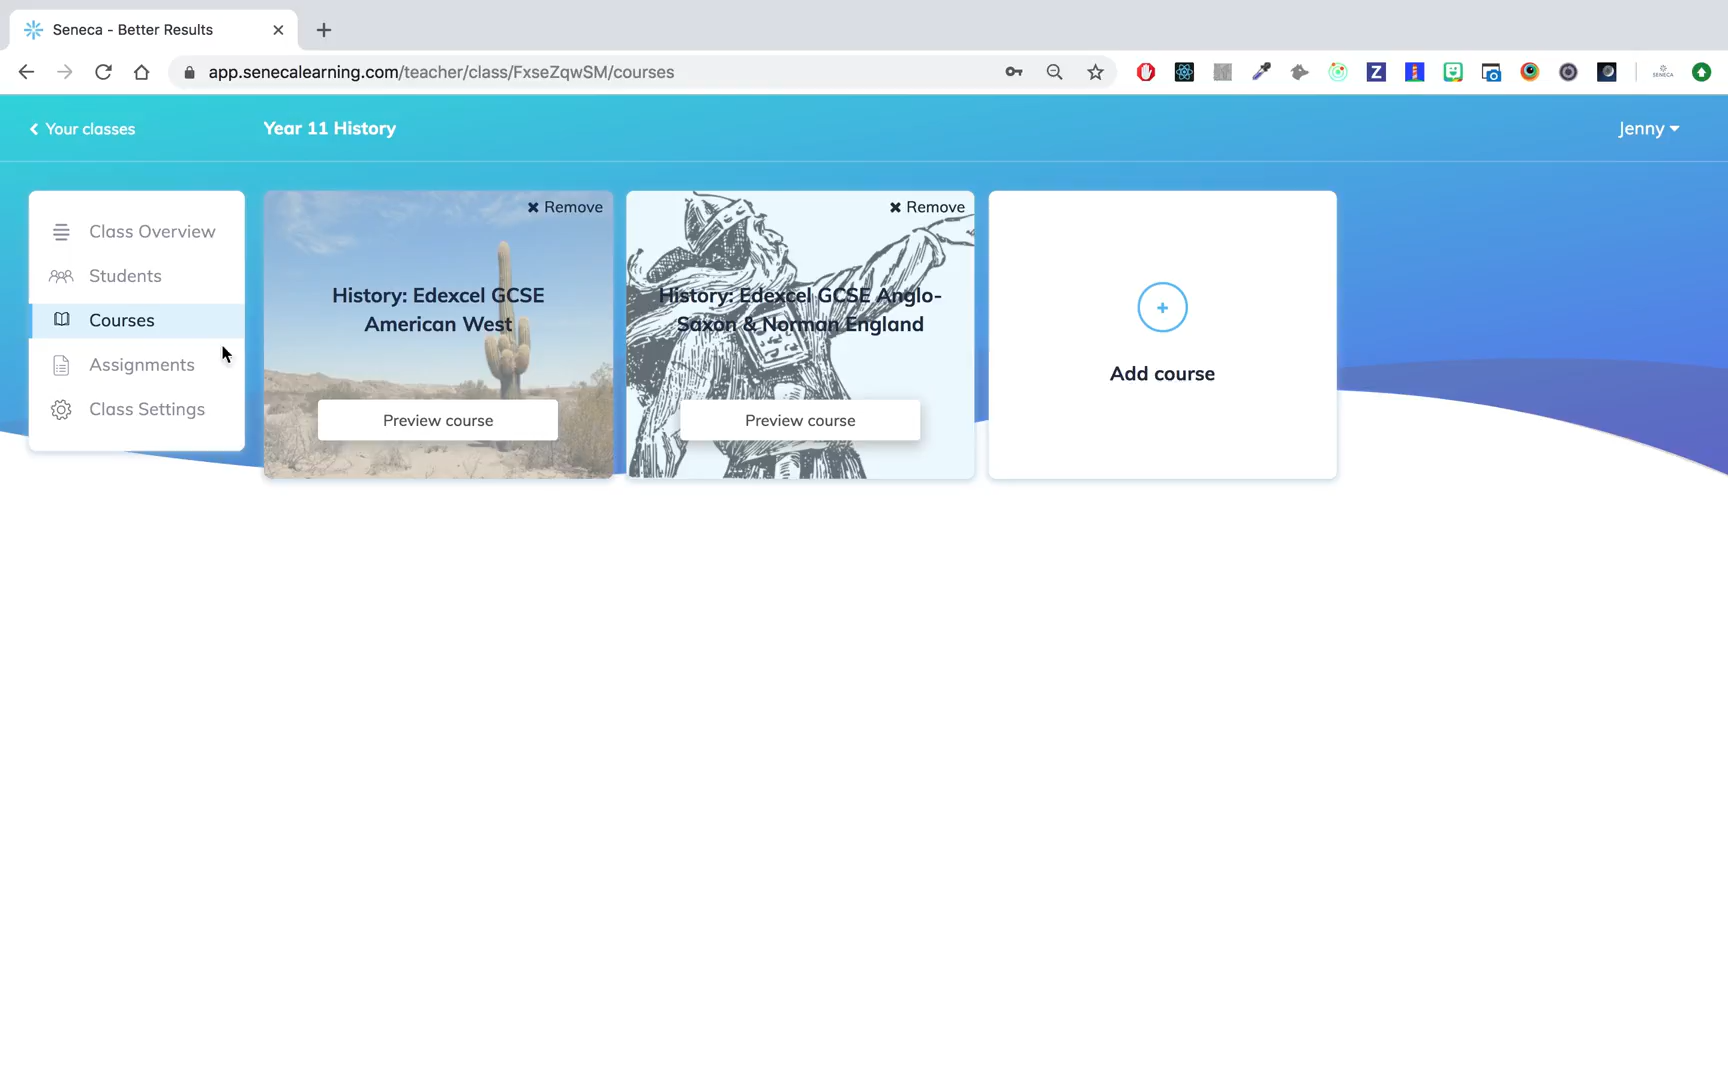 Seneca - Better Results
app.senecalearning.com/teacher/class/FxseZqwSM/courses
Z
SENECA
Your classes
Year 11 History
Jenny
Class Overview
Students
Courses
Assignments
Class Settings
Remove
History: Edexcel GCSE
American West
Preview course
Remove
History: Edexcel GCSE Anglo-
Saxon & Norman England
Preview course
Add course